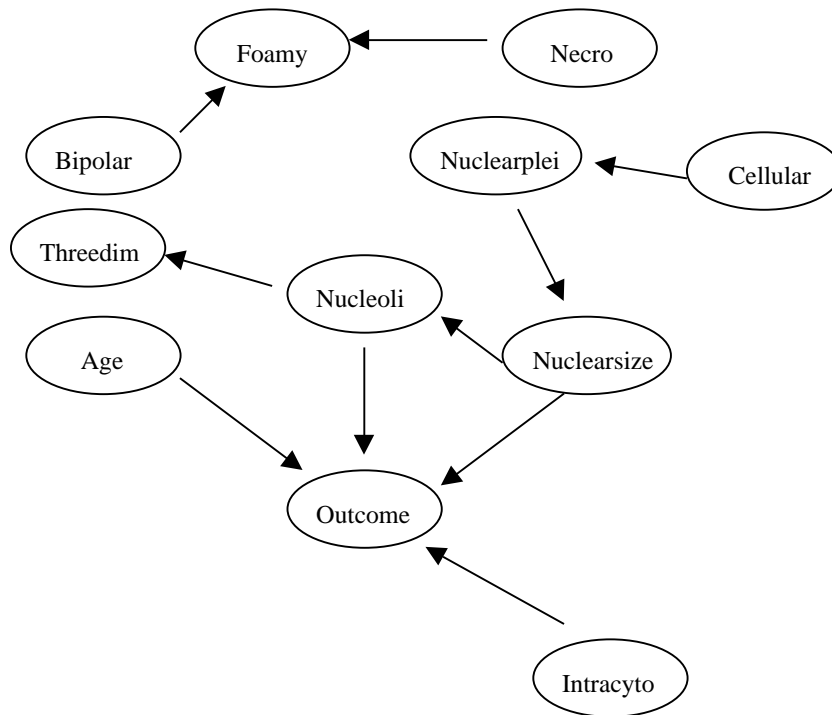 Foamy
Necro
Bipolar
Nuclearplei
Cellular
Threedim
Nucleoli
Age
Nuclearsize
Outcome
Intracyto